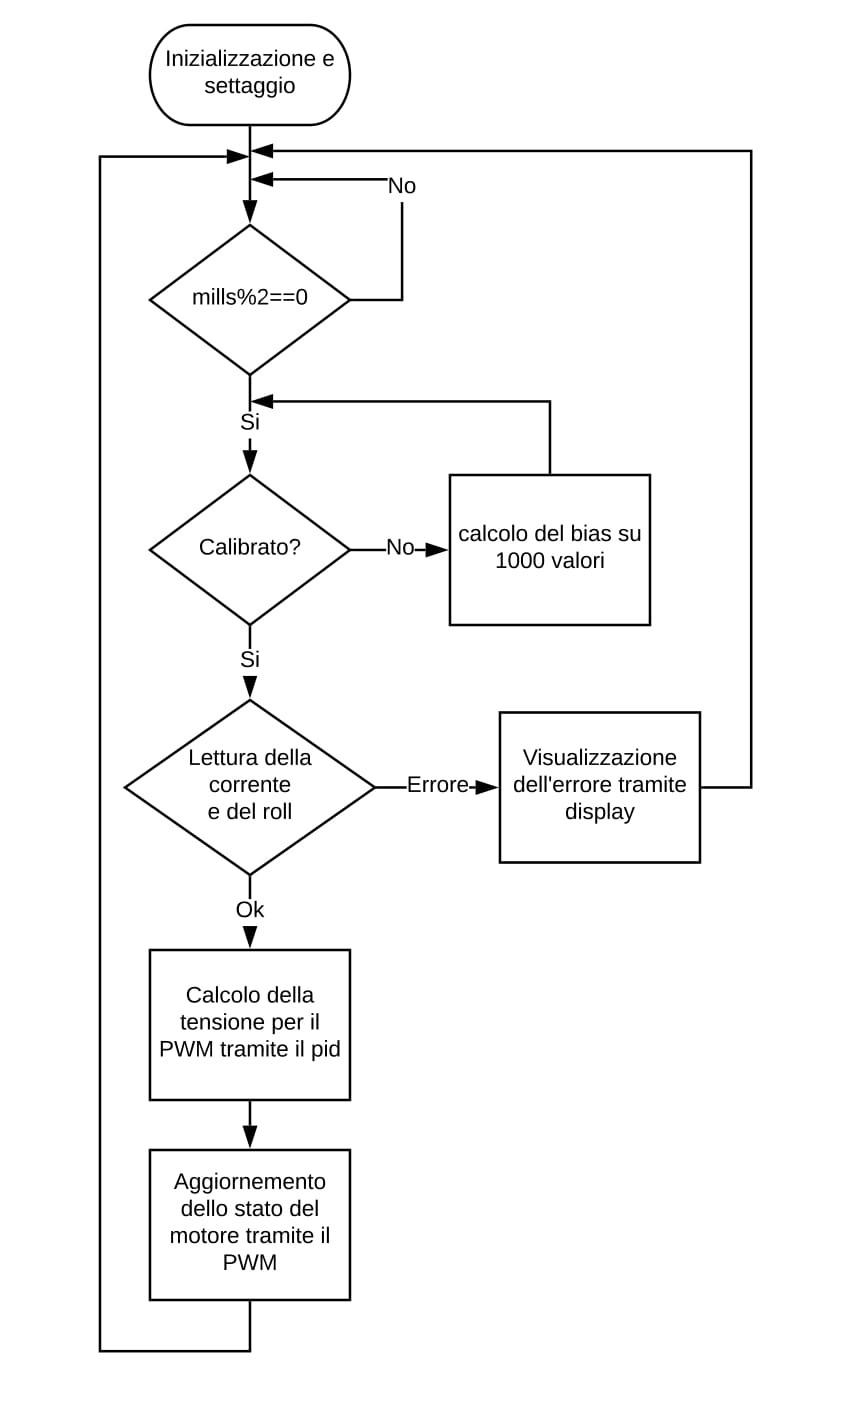 Inizializzazione e
settaggio
No
mills%2==0
Si
Calibrato?
No
calcolo del bias su
1000 valori
Si
Lettura della
corrente
e del roll
Errore
Visualizzazione
dell'errore tramite
display
Ok
Calcolo della
tensione per il
PWM tramite il pid
Aggiornemento
dello stato del
motore tramite il
PWM